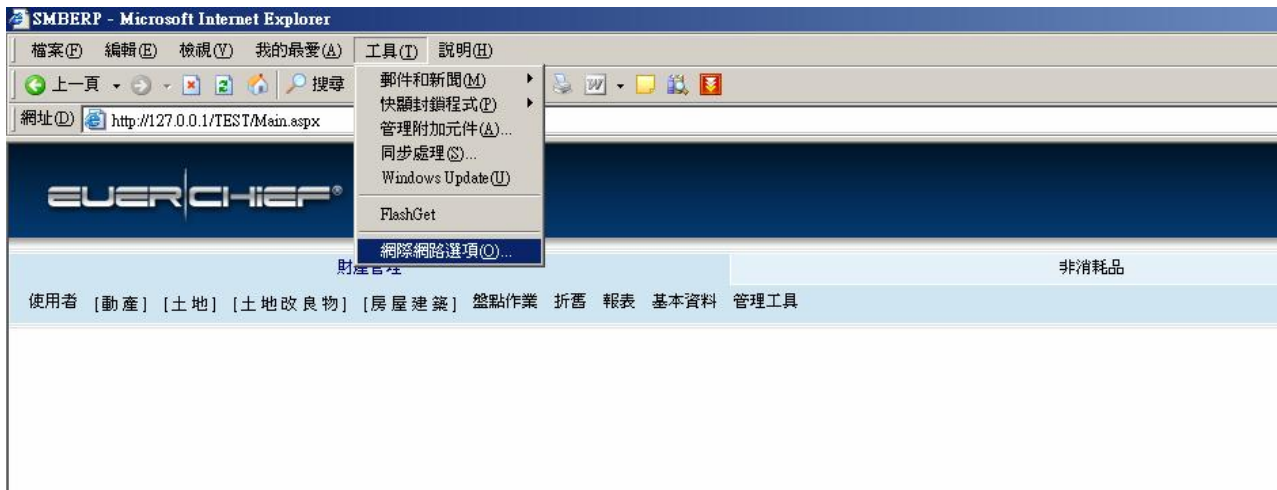 SMBERP - Microsoft Internet Explorer
檔案(F) 編輯(E) 檢視(V) 我的最愛(A) 工具(T) 說明(H)
上一頁 搜尋
郵件和新聞(M)
快顯封鎖程式(P)
管理附加元件(A)...
同步處理(S)...
Windows Update(U)
FlashGet
網際網路選項(O)...
網址(D) http://127.0.0.1/TEST/Main.aspx
EUERCHIEF®
財產管理 非消耗品
使用者 [動產] [土地] [土地改良物] [房屋建築] 盤點作業 折舊 報表 基本資料 管理工具